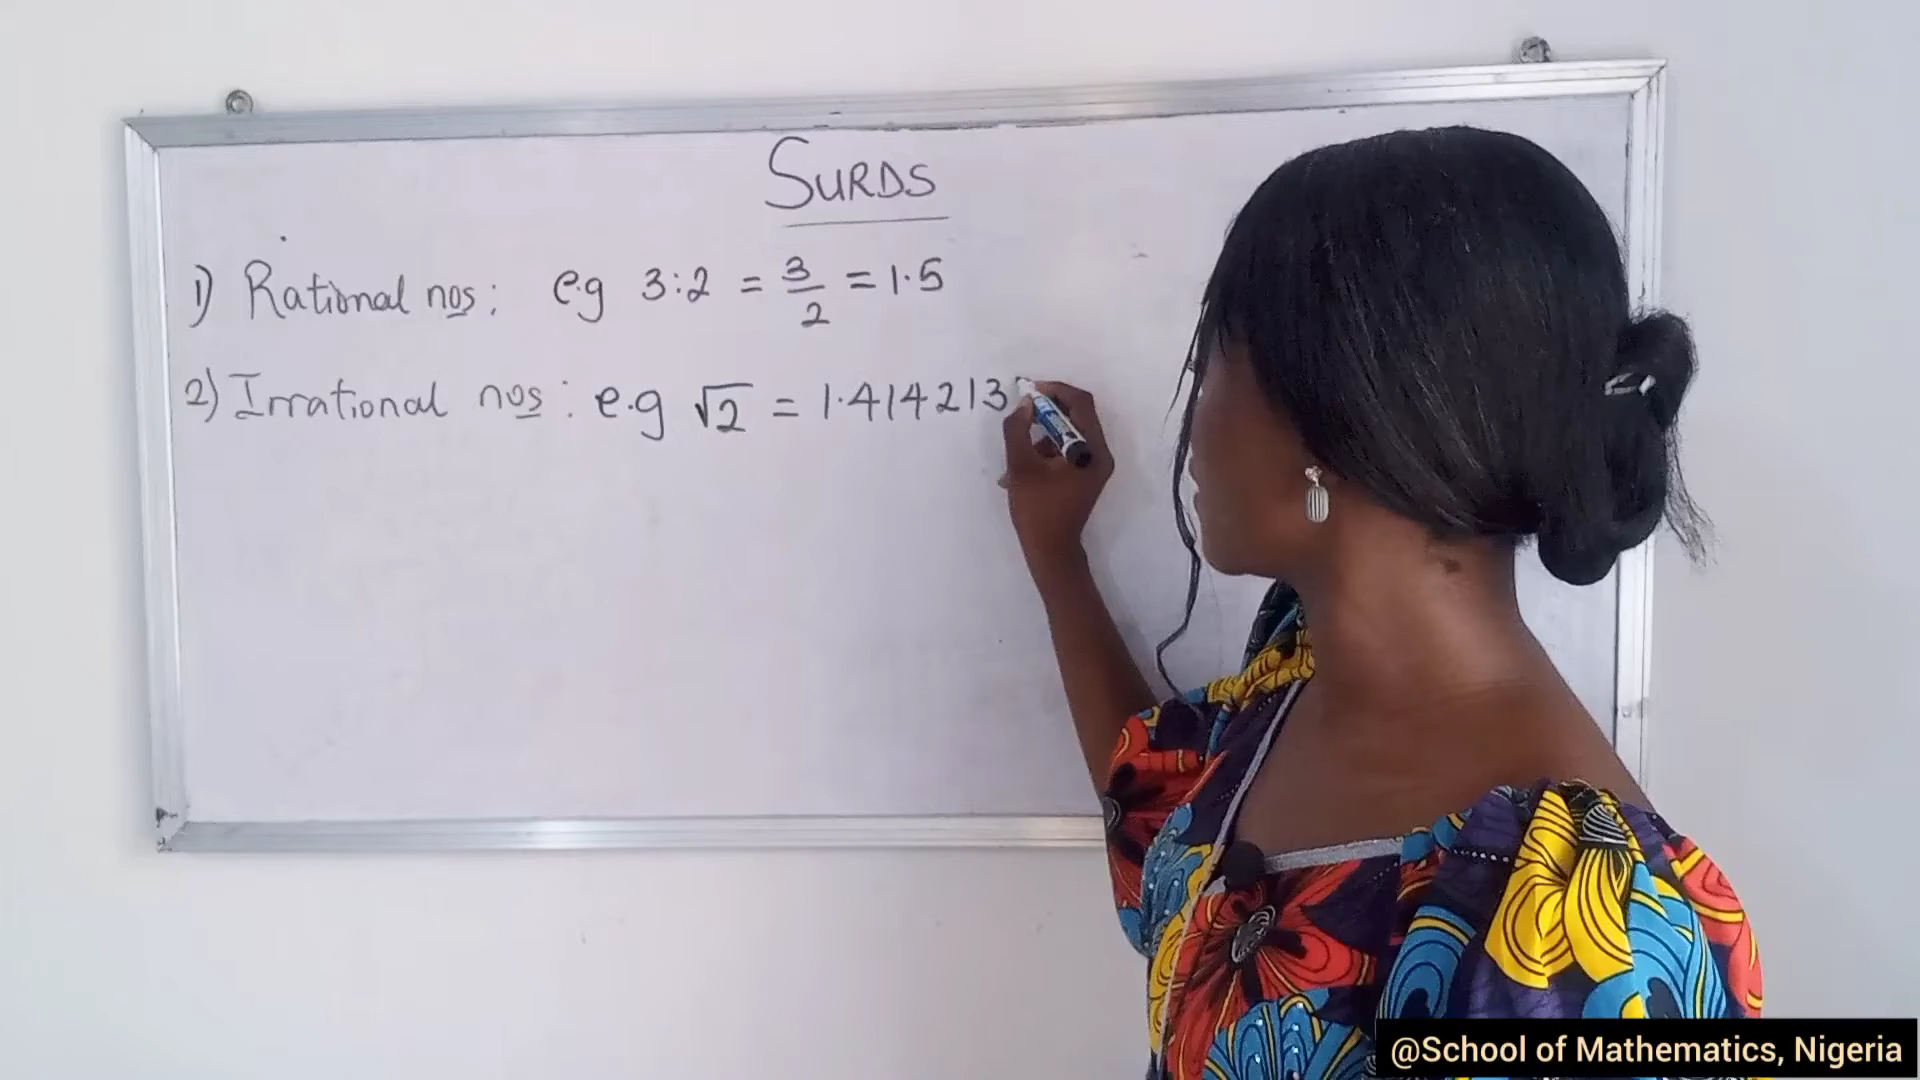 SURDS
1) Rational nos: e.g 3:2 = 3/2 = 1.5
2) Irrational nos: e.g √2 = 1.414213
@School of Mathematics, Nigeria